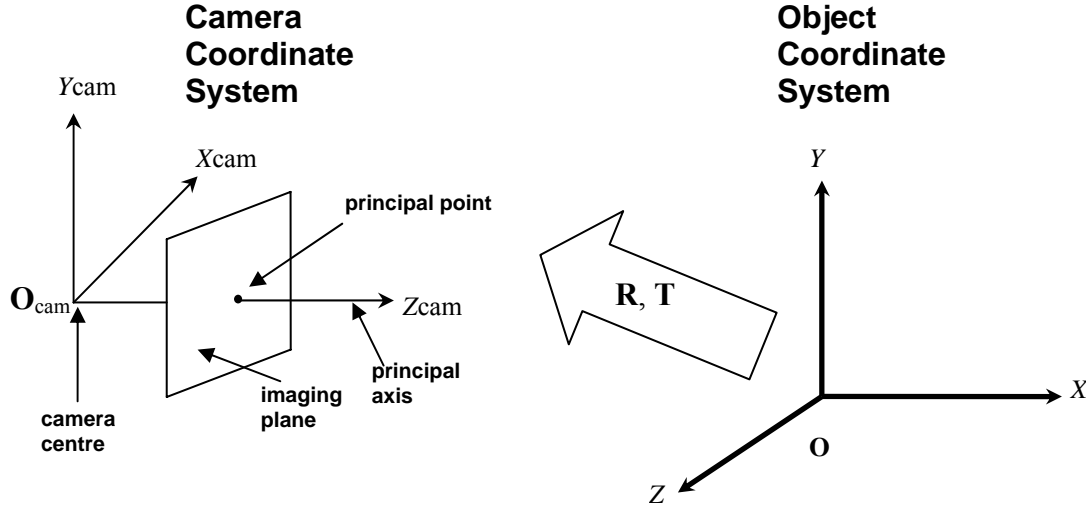 Camera
Coordinate
System
Object
Coordinate
System
Ycam
Xcam
principal point
Y
R, T
Ocam
Zcam
principal
axis
imaging
plane
camera
centre
X
O
Z